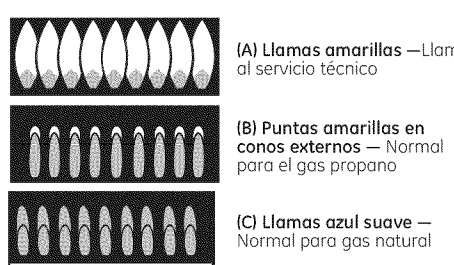 (A) Llamas amarillas —Llam
al servicio técnico
(B) Puntas amarillas en
conos externos — Normal
para el gas propano
(C) Llamas azul suave —
Normal para gas natural